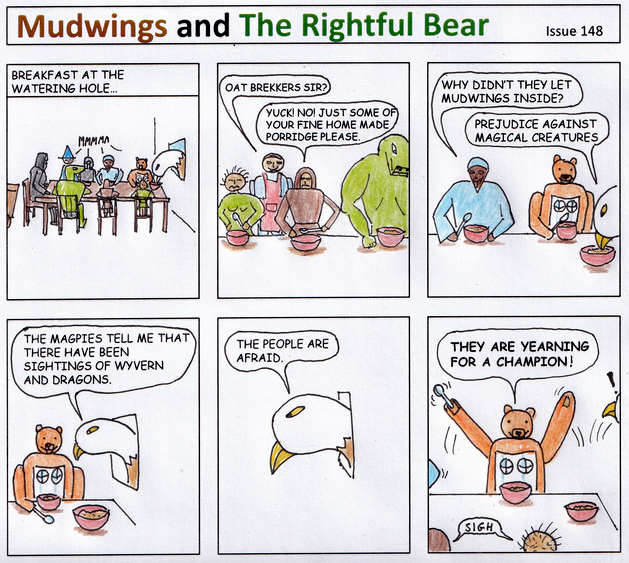 Mudwings and The Rightful Bear
Issue 148
BREAKFAST AT THE
WATERING HOLE...
MMMMM
OAT BREKKERS SIR?
YUCK! NO! JUST SOME OF
YOUR FINE HOME MADE
PORRIDGE PLEASE.
WHY DIDN'T THEY LET
MUDWINGS INSIDE?
PREJUDICE AGAINST
MAGICAL CREATURES
THE MAGPIES TELL ME THAT
THERE HAVE BEEN
SIGHTINGS OF WYVERN
AND DRAGONS.
THE PEOPLE ARE
AFRAID.
THEY ARE YEARNING
FOR A CHAMPION!
!
SIGH